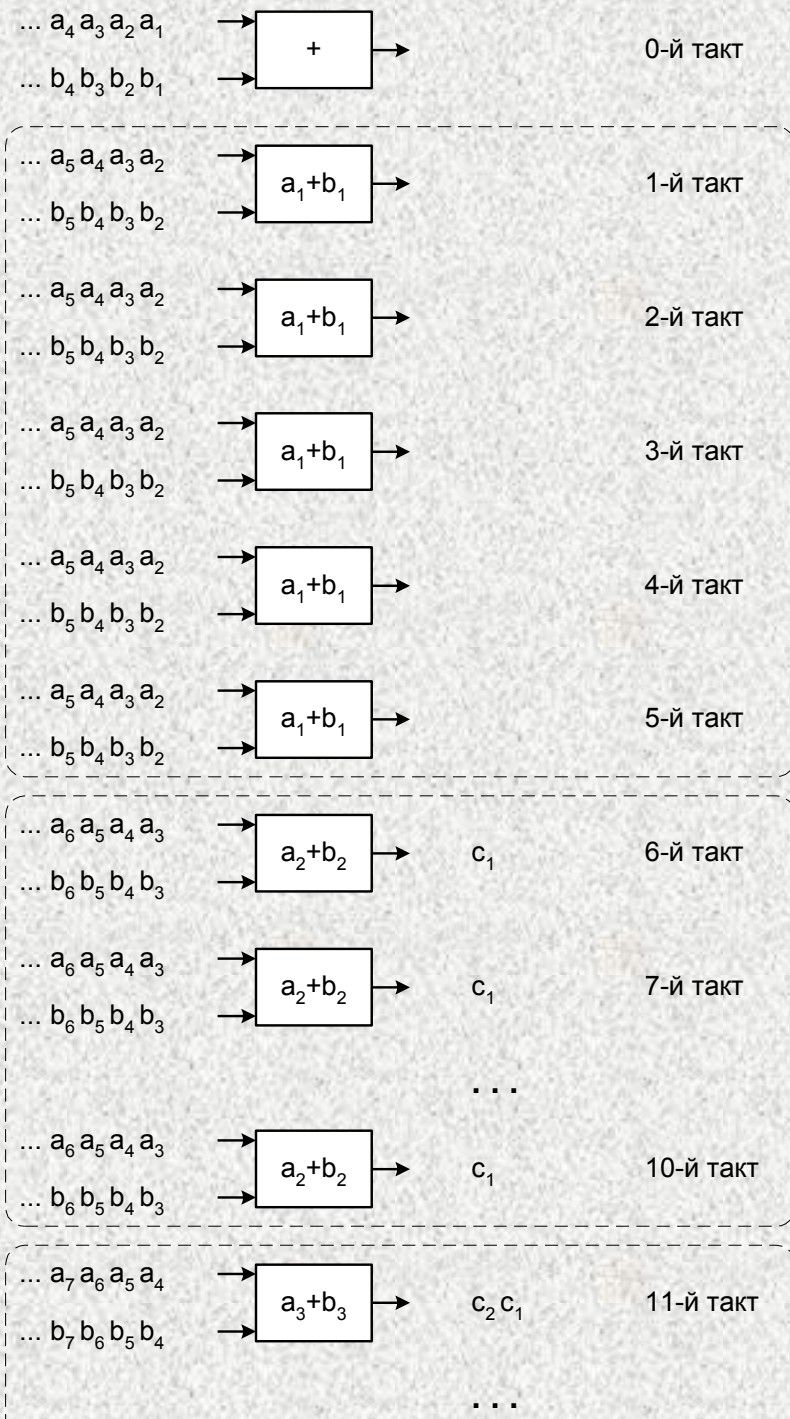 ... a₄ a₃ a₂ a₁
+
0-й такт
... b₄ b₃ b₂ b₁
... a₅ a₄ a₃ a₂
a₁+b₁
1-й такт
... b₅ b₄ b₃ b₂
... a₅ a₄ a₃ a₂
a₁+b₁
2-й такт
... b₅ b₄ b₃ b₂
... a₅ a₄ a₃ a₂
a₁+b₁
3-й такт
... b₅ b₄ b₃ b₂
... a₅ a₄ a₃ a₂
a₁+b₁
4-й такт
... b₅ b₄ b₃ b₂
... a₅ a₄ a₃ a₂
a₁+b₁
5-й такт
... b₅ b₄ b₃ b₂
... a₆ a₅ a₄ a₃
a₂+b₂
c₁
6-й такт
... b₆ b₅ b₄ b₃
... a₆ a₅ a₄ a₃
a₂+b₂
c₁
7-й такт
... b₆ b₅ b₄ b₃
. . .
... a₆ a₅ a₄ a₃
a₂+b₂
c₁
10-й такт
... b₆ b₅ b₄ b₃
... a₇ a₆ a₅ a₄
a₃+b₃
c₂ c₁
11-й такт
... b₇ b₆ b₅ b₄
. . .